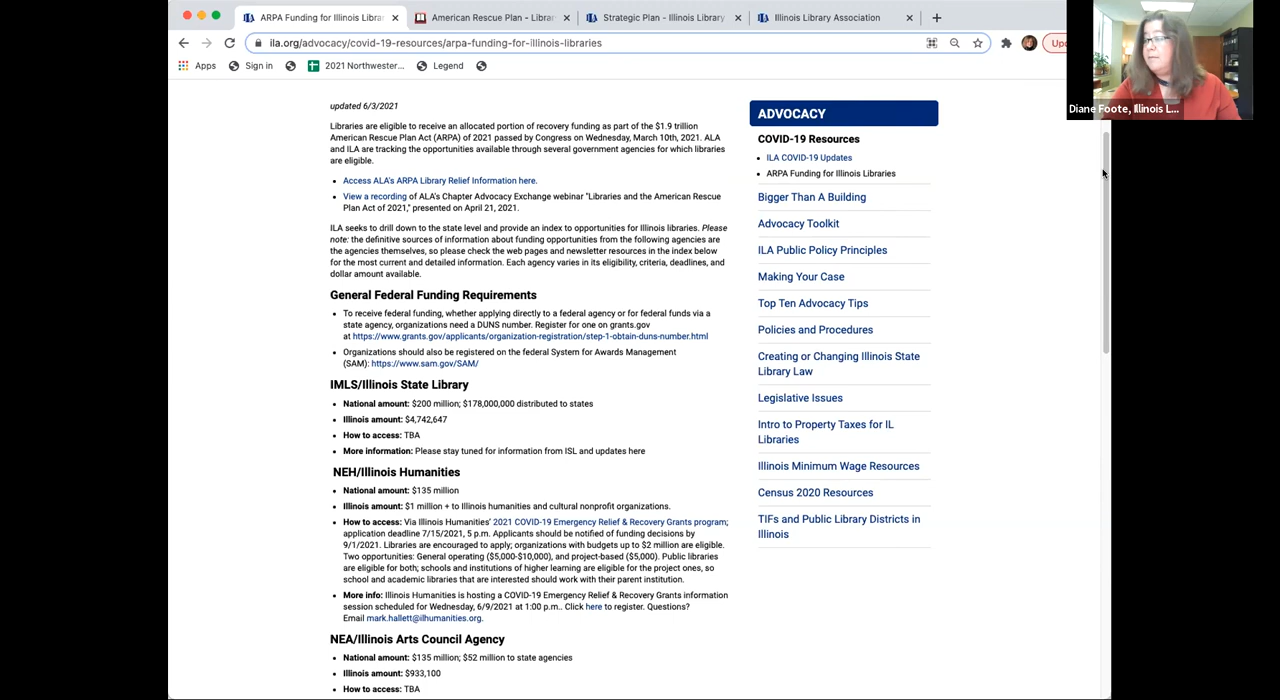 ARPA Funding for Illinois Librar
American Rescue Plan - Librar
Strategic Plan - Illinois Library
Illinois Library Association
ila.org/advocacy/covid-19-resources/arpa-funding-for-illinois-libraries
Apps
Sign in
2021 Northwester...
Legend
Diane Foote, Illinois L...
updated 6/3/2021
Libraries are eligible to receive an allocated portion of recovery funding as part of the $1.9 trillion
American Rescue Plan Act (ARPA) of 2021 passed by Congress on Wednesday, March 10th, 2021. ALA
and ILA are tracking the opportunities available through several government agencies for which libraries
are eligible.
• Access ALA's ARPA Library Relief Information here.
• View a recording of ALA's Chapter Advocacy Exchange webinar "Libraries and the American Rescue
Plan Act of 2021," presented on April 21, 2021.
ILA seeks to drill down to the state level and provide an index to opportunities for Illinois libraries. Please
note: the definitive sources of information about funding opportunities from the following agencies are
the agencies themselves, so please check the web pages and newsletter resources in the index below
for the most current and detailed information. Each agency varies in its eligibility, criteria, deadlines, and
dollar amount available.
General Federal Funding Requirements
• To receive federal funding, whether applying directly to a federal agency or for federal funds via a
state agency, organizations need a DUNS number. Register for one on grants.gov
at https://www.grants.gov/applicants/organization-registration/step-1-obtain-duns-number.html
• Organizations should also be registered on the federal System for Awards Management
(SAM): https://www.sam.gov/SAM/
IMLS/Illinois State Library
• National amount: $200 million; $178,000,000 distributed to states
• Illinois amount: $4,742,647
• How to access: TBA
• More information: Please stay tuned for information from ISL and updates here
NEH/Illinois Humanities
• National amount: $135 million
• Illinois amount: $1 million + to Illinois humanities and cultural nonprofit organizations.
• How to access: Via Illinois Humanities' 2021 COVID-19 Emergency Relief & Recovery Grants program;
application deadline 7/15/2021, 5 p.m. Applicants should be notified of funding decisions by
9/1/2021. Libraries are encouraged to apply; organizations with budgets up to $2 million are eligible.
Two opportunities: General operating ($5,000-$10,000), and project-based ($5,000). Public libraries
are eligible for both; schools and institutions of higher learning are eligible for the project ones, so
school and academic libraries that are interested should work with their parent institution.
• More info: Illinois Humanities is hosting a COVID-19 Emergency Relief & Recovery Grants information
session scheduled for Wednesday, 6/9/2021 at 1:00 p.m.. Click here to register. Questions?
Email mark.hallett@ilhumanities.org.
NEA/Illinois Arts Council Agency
• National amount: $135 million; $52 million to state agencies
• Illinois amount: $933,100
• How to access: TBA
ADVOCACY
COVID-19 Resources
• ILA COVID-19 Updates
• ARPA Funding for Illinois Libraries
Bigger Than A Building
Advocacy Toolkit
ILA Public Policy Principles
Making Your Case
Top Ten Advocacy Tips
Policies and Procedures
Creating or Changing Illinois State
Library Law
Legislative Issues
Intro to Property Taxes for IL
Libraries
Illinois Minimum Wage Resources
Census 2020 Resources
TIFs and Public Library Districts in
Illinois